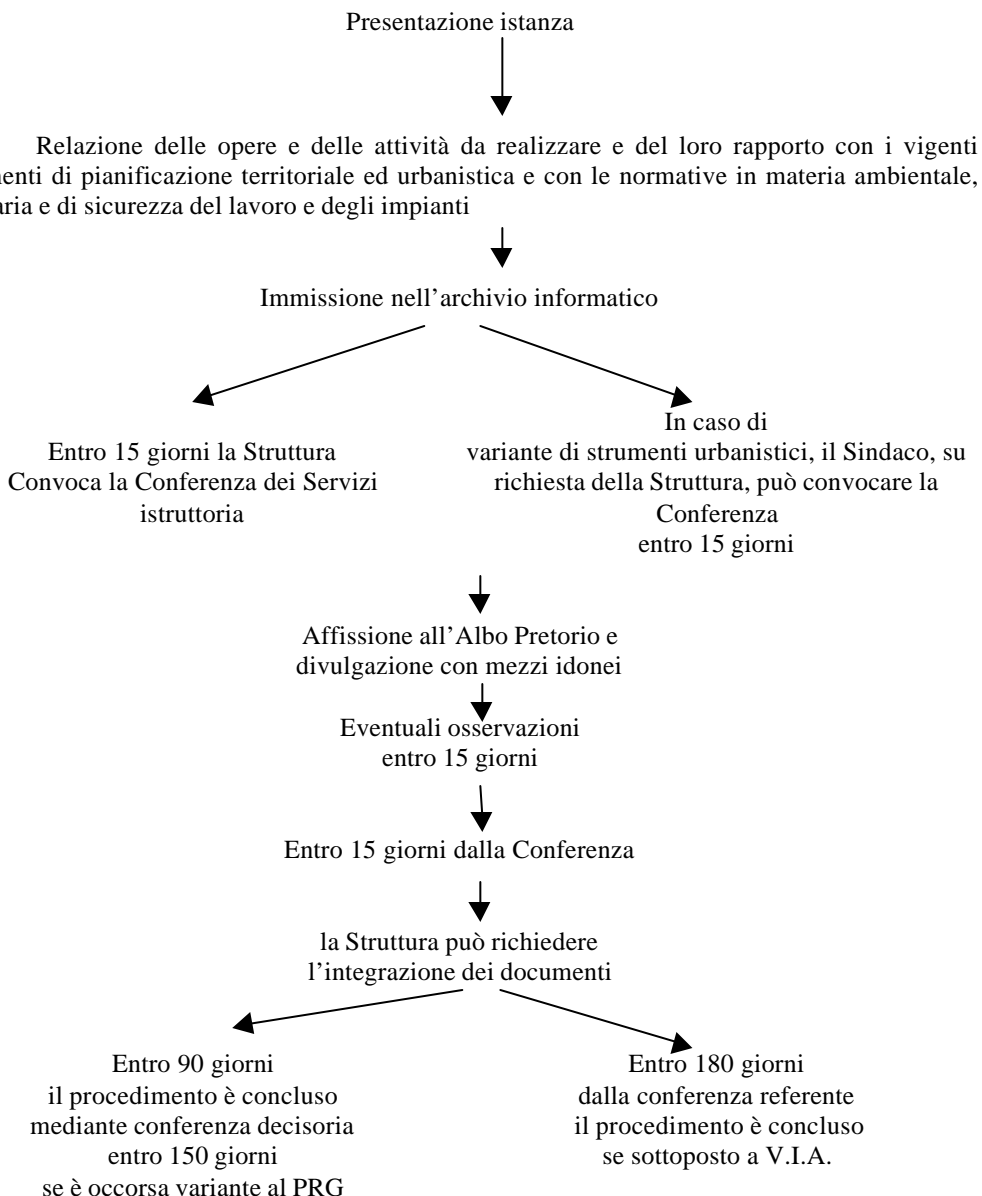 Presentazione istanza
Relazione delle opere e delle attività da realizzare e del loro rapporto con i vigenti
di pianificazione territoriale ed urbanistica e con le normative in materia ambientale,
e di sicurezza del lavoro e degli impianti
Immissione nell’archivio informatico
Entro 15 giorni la Struttura
Convoca la Conferenza dei Servizi
istruttoria
In caso di
variante di strumenti urbanistici, il Sindaco, su
richiesta della Struttura, può convocare la
Conferenza
entro 15 giorni
Affissione all’Albo Pretorio e
divulgazione con mezzi idonei
Eventuali osservazioni
entro 15 giorni
Entro 15 giorni dalla Conferenza
la Struttura può richiedere
l’integrazione dei documenti
Entro 90 giorni
il procedimento è concluso
mediante conferenza decisoria
entro 150 giorni
se è occorsa variante al PRG
Entro 180 giorni
dalla conferenza referente
il procedimento è concluso
se sottoposto a V.I.A.